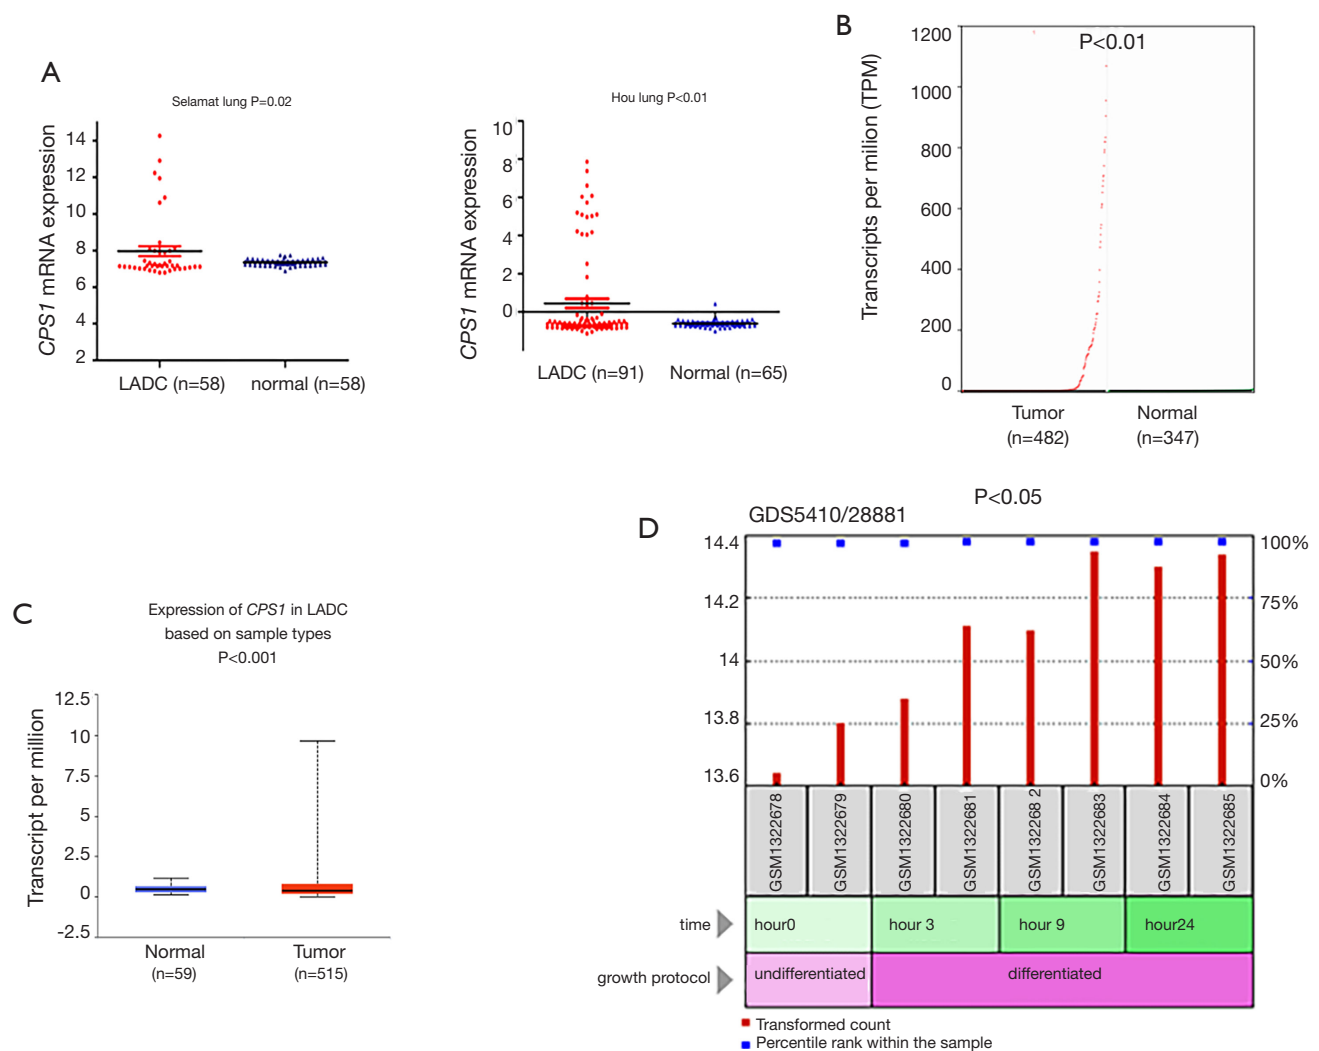 A
Selamat lung P=0.02
CPS1 mRNA expression
14
12
10
8
6
4
2
LADC (n=58)
normal (n=58)
Hou lung P<0.01
CPS1 mRNA expression
10
8
6
4
2
0
LADC (n=91)
Normal (n=65)
B
P<0.01
Transcripts per milion (TPM)
1200
1000
800
600
400
200
0
Tumor
(n=482)
Normal
(n=347)
C
Expression of CPS1 in LADC
based on sample types
P<0.001
Transcript per million
12.5
10
7.5
5
2.5
0
-2.5
Normal
(n=59)
Tumor
(n=515)
D
P<0.05
GDS5410/28881
14.4
14.2
14
13.8
13.6
100%
75%
50%
25%
0%
GSM1322678
GSM1322679
GSM1322680
GSM1322681
GSM132268 2
GSM1322683
GSM1322684
GSM1322685
time
hour0
hour 3
hour 9
hour24
growth protocol
undifferentiated
differentiated
Transformed count
Percentile rank within the sample